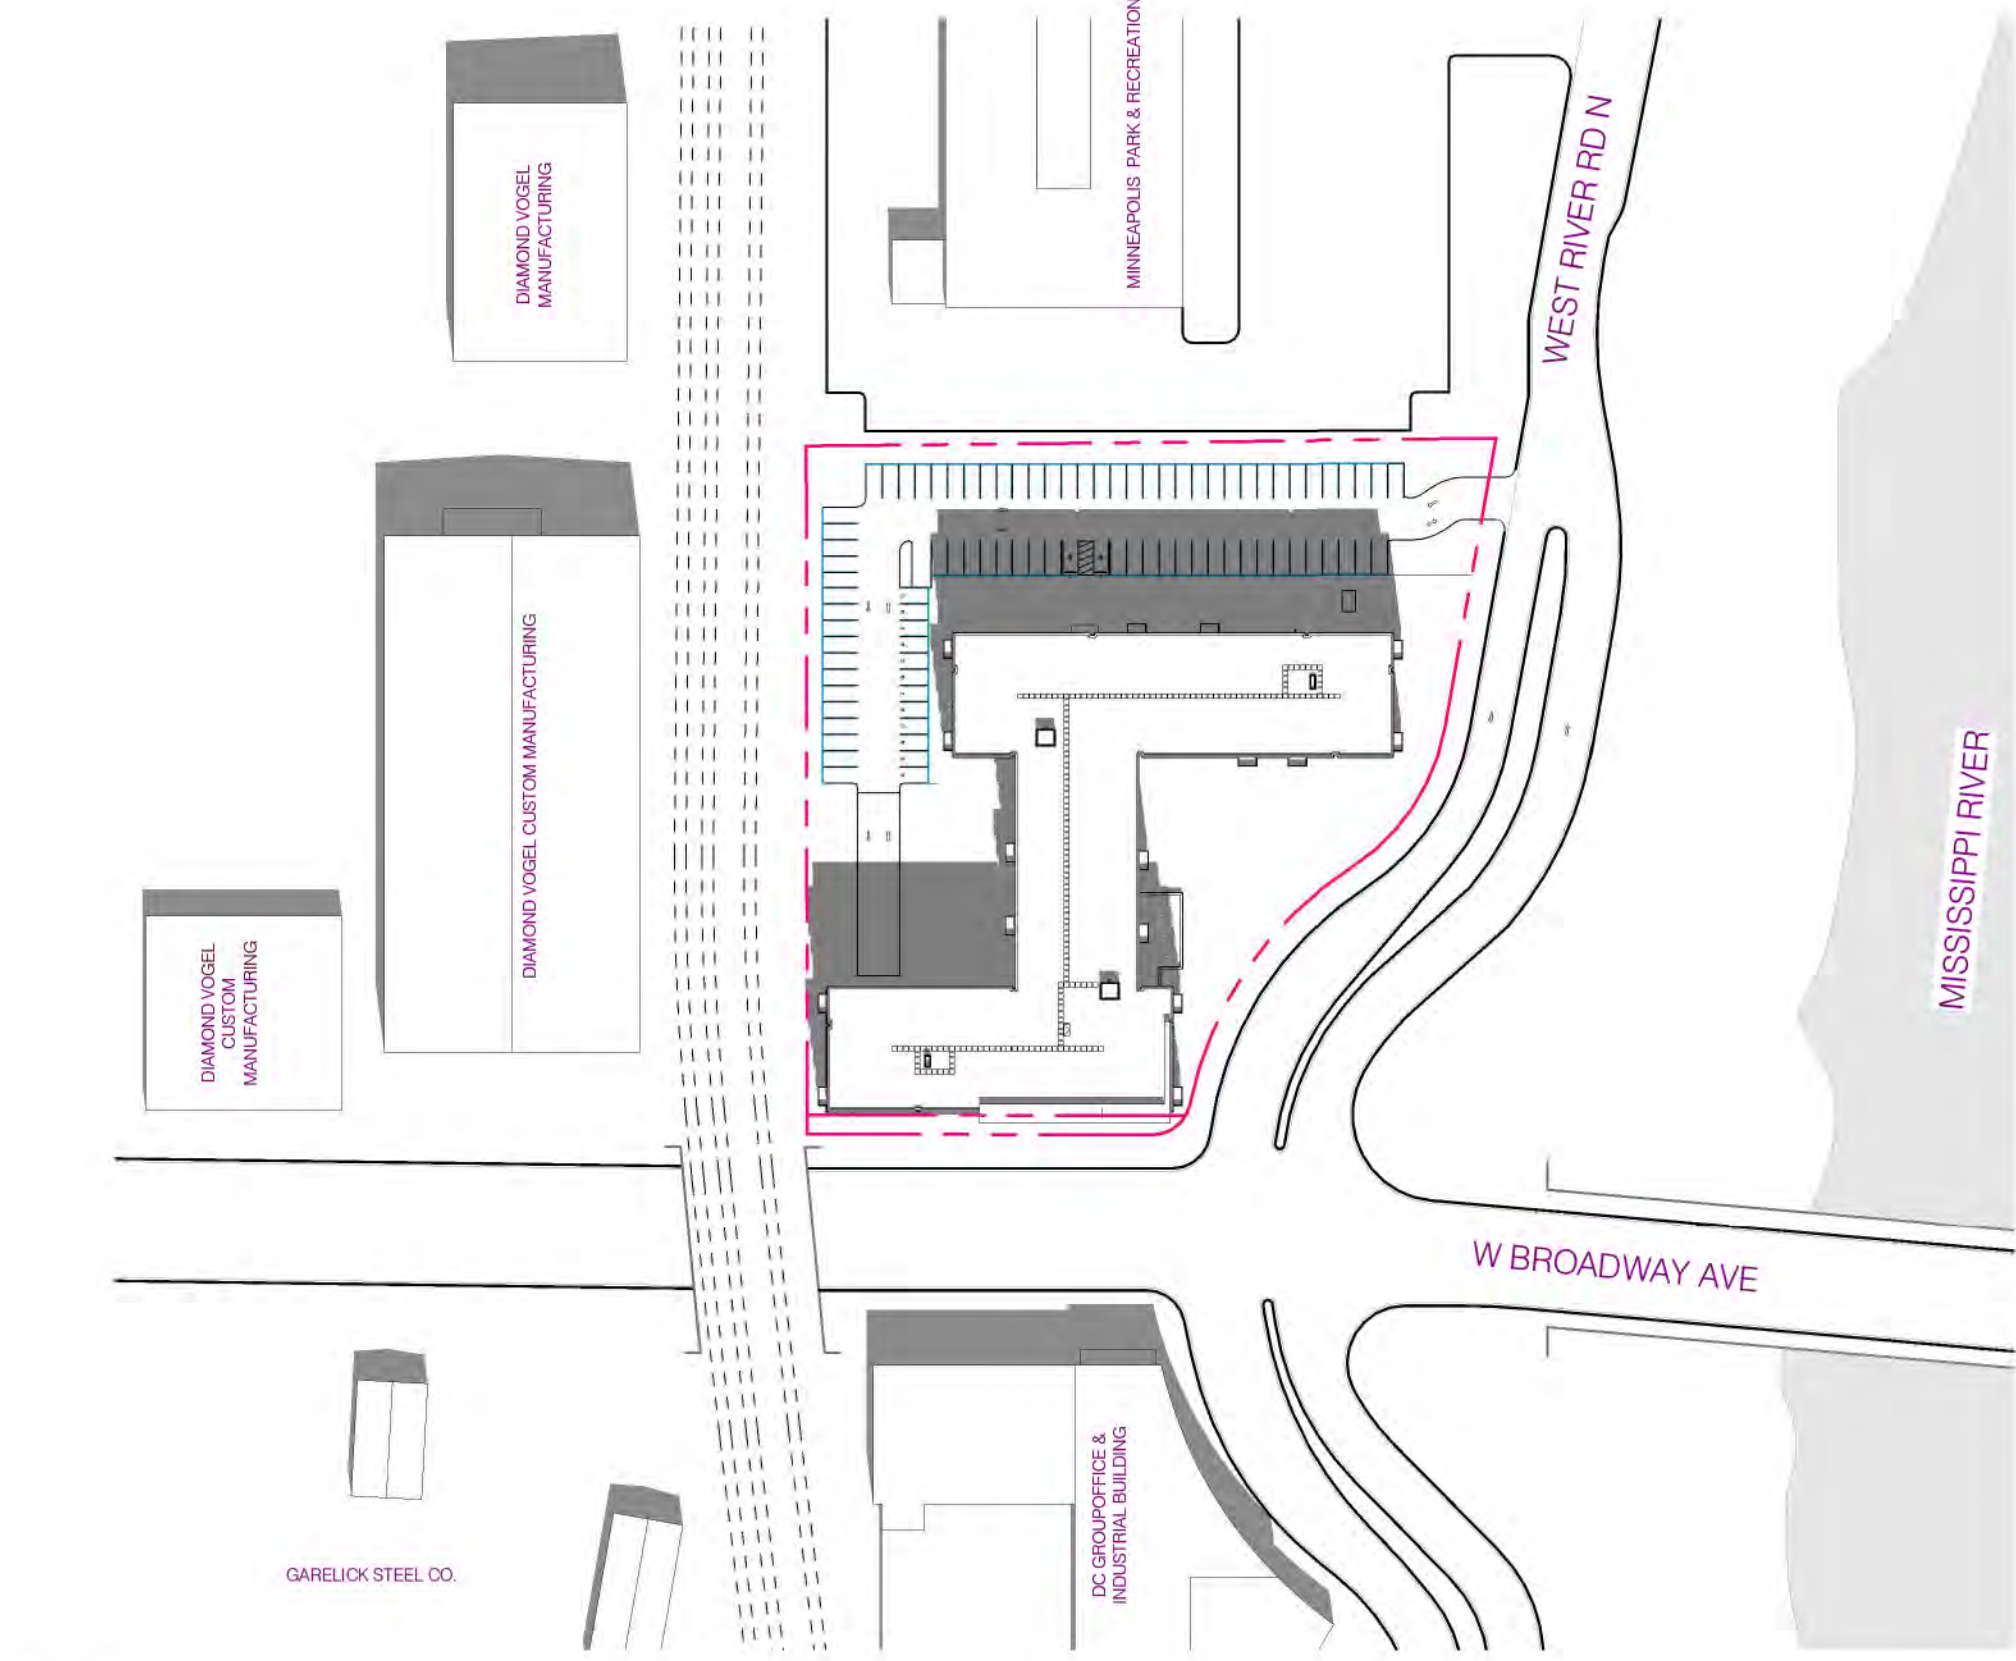 MINNEAPOLIS PARK & RECREATION
WEST RIVER RD N
DIAMOND VOGEL
MANUFACTURING
DIAMOND VOGEL CUSTOM MANUFACTURING
DIAMOND VOGEL
CUSTOM
MANUFACTURING
MISSISSIPPI RIVER
W BROADWAY AVE
DC GROUPOFFICE &
INDUSTRIAL BUILDING
GARELICK STEEL CO.